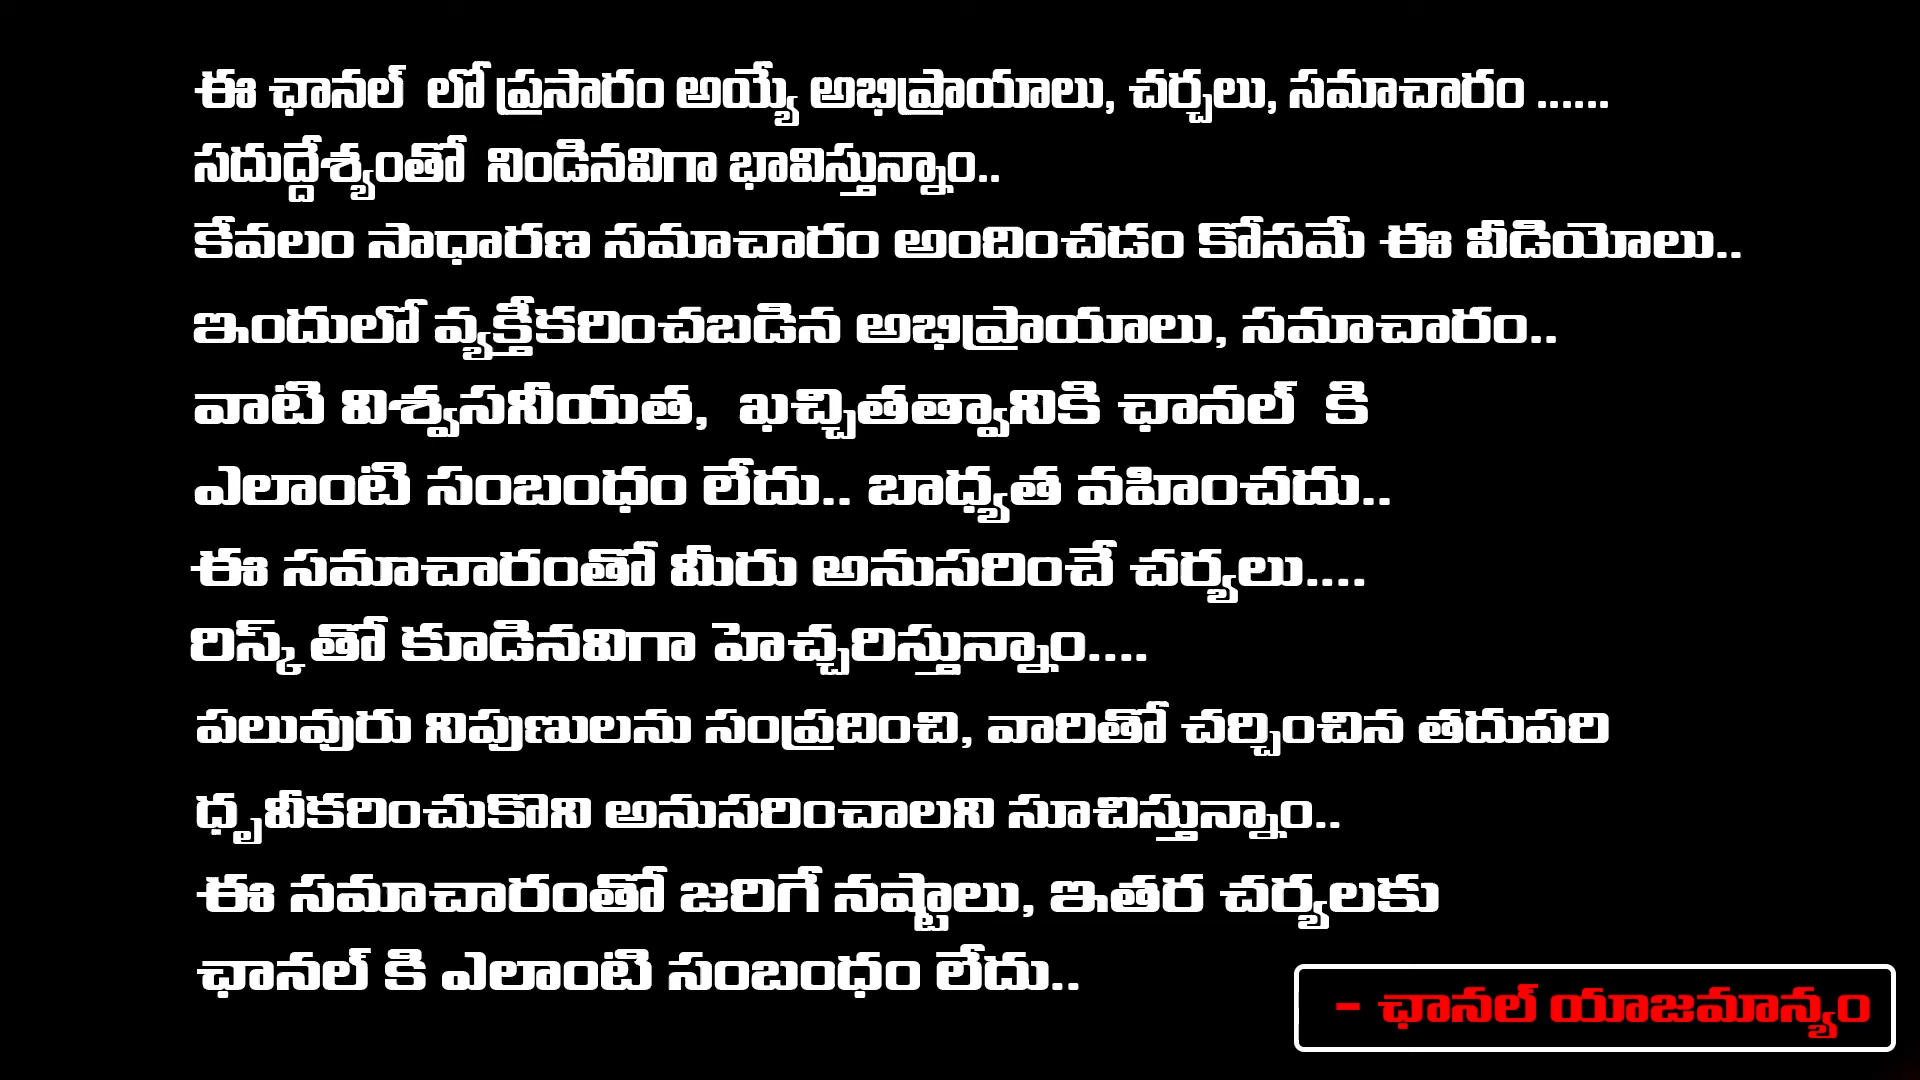 ఈ ఛానల్ లో ప్రసారం అయ్యే అభిప్రాయాలు, చర్చలు, సమాచారం ......
సదుద్దేశ్యంతో నిండినవిగా భావిస్తున్నాం..
కేవలం సాధారణ సమాచారం అందించడం కోసమే ఈ వీడియోలు..
ఇందులో వ్యక్తీకరించబడిన అభిప్రాయాలు, సమాచారం..
వాటి విశ్వసనీయత, ఖచ్చితత్వానికి ఛానల్ కి
ఎలాంటి సంబంధం లేదు.. బాధ్యత వహించదు..
ఈ సమాచారంతో మీరు అనుసరించే చర్యలు....
రిస్క్ తో కూడినవిగా హెచ్చరిస్తున్నాం....
పలువురు నిపుణులను సంప్రదించి, వారితో చర్చించిన తదుపరి
ధృవీకరించుకొని అనుసరించాలని సూచిస్తున్నాం..
ఈ సమాచారంతో జరిగే నష్టాలు, ఇతర చర్యలకు
ఛానల్ కి ఎలాంటి సంబంధం లేదు..
- ఛానల్ యాజమాన్యం